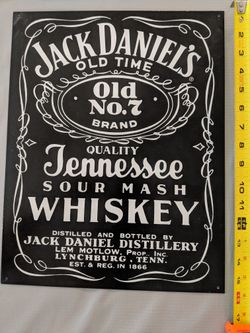 JACK DANIEL'S
OLD TIME
Old
No.7
BRAND
QUALITY
Tennessee
SOUR MASH
WHISKEY
DISTILLED AND BOTTLED BY
JACK DANIEL DISTILLERY
LEM MOTLOW, PROP. INC.
LYNCHBURG, TENN.
EST. & REG. IN 1866